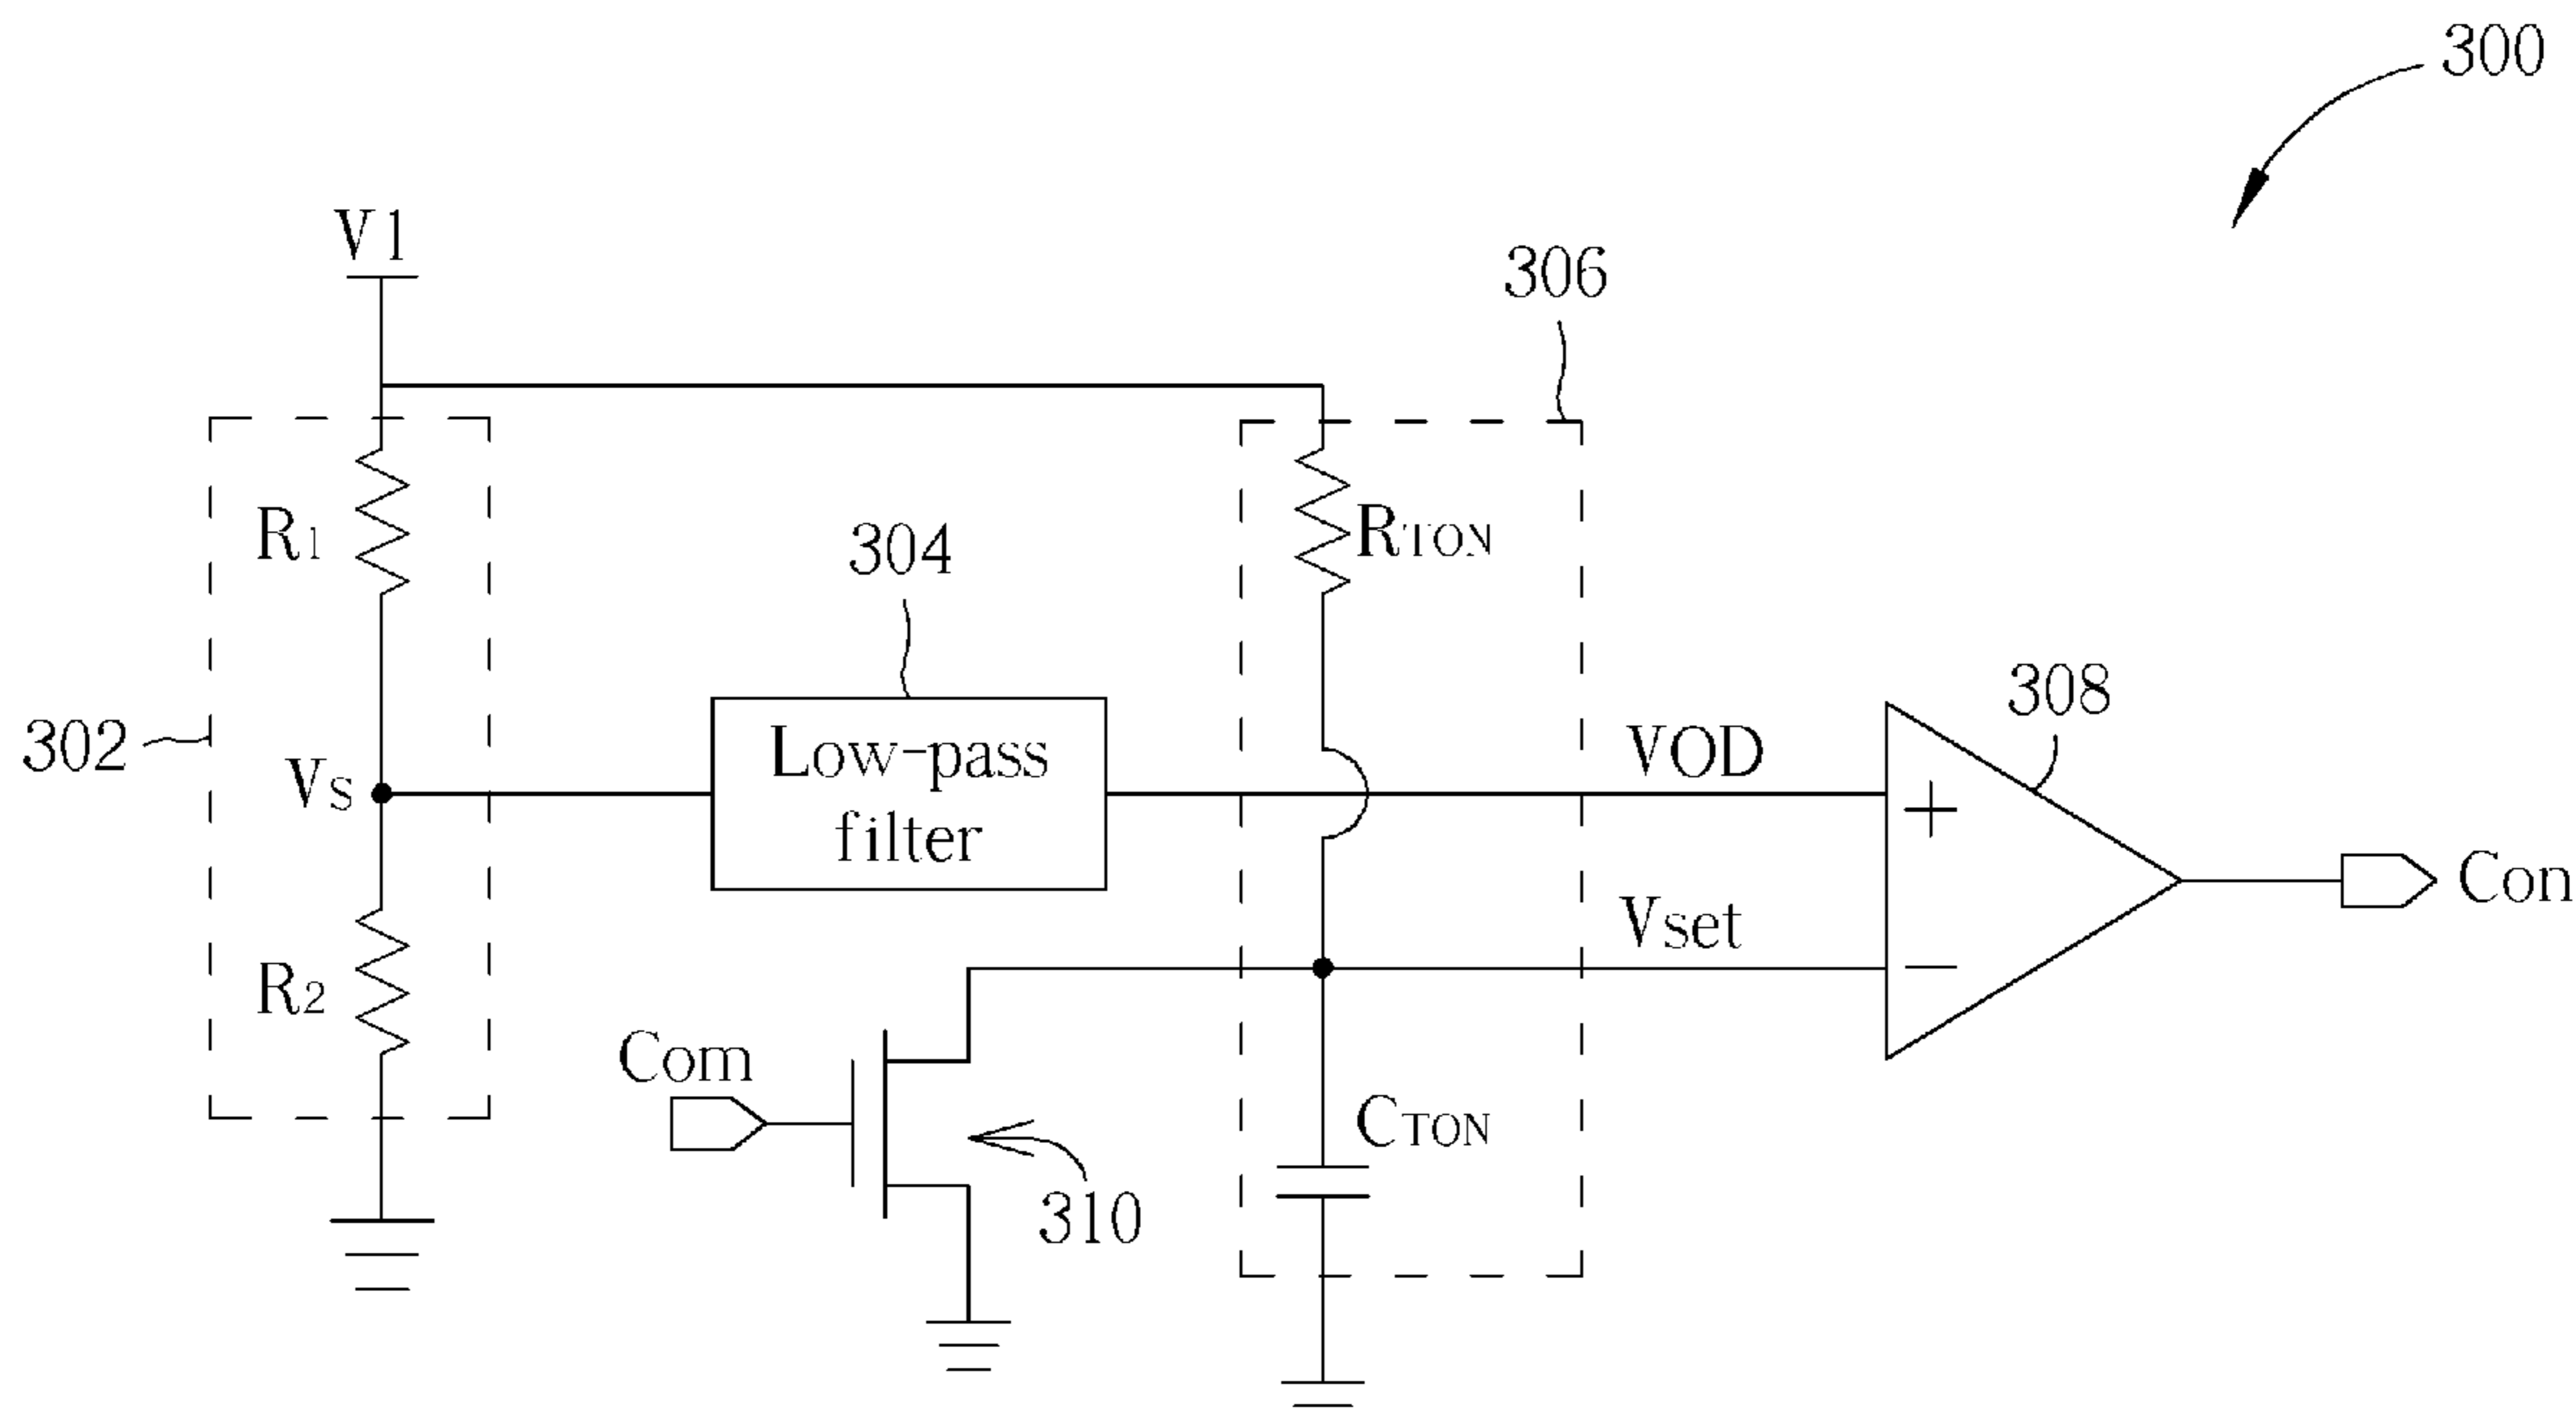 300
V1
306
R1
RTON
304
302
Vs
Low-pass
filter
VOD
308
Con
Vset
R2
Com
CTON
310